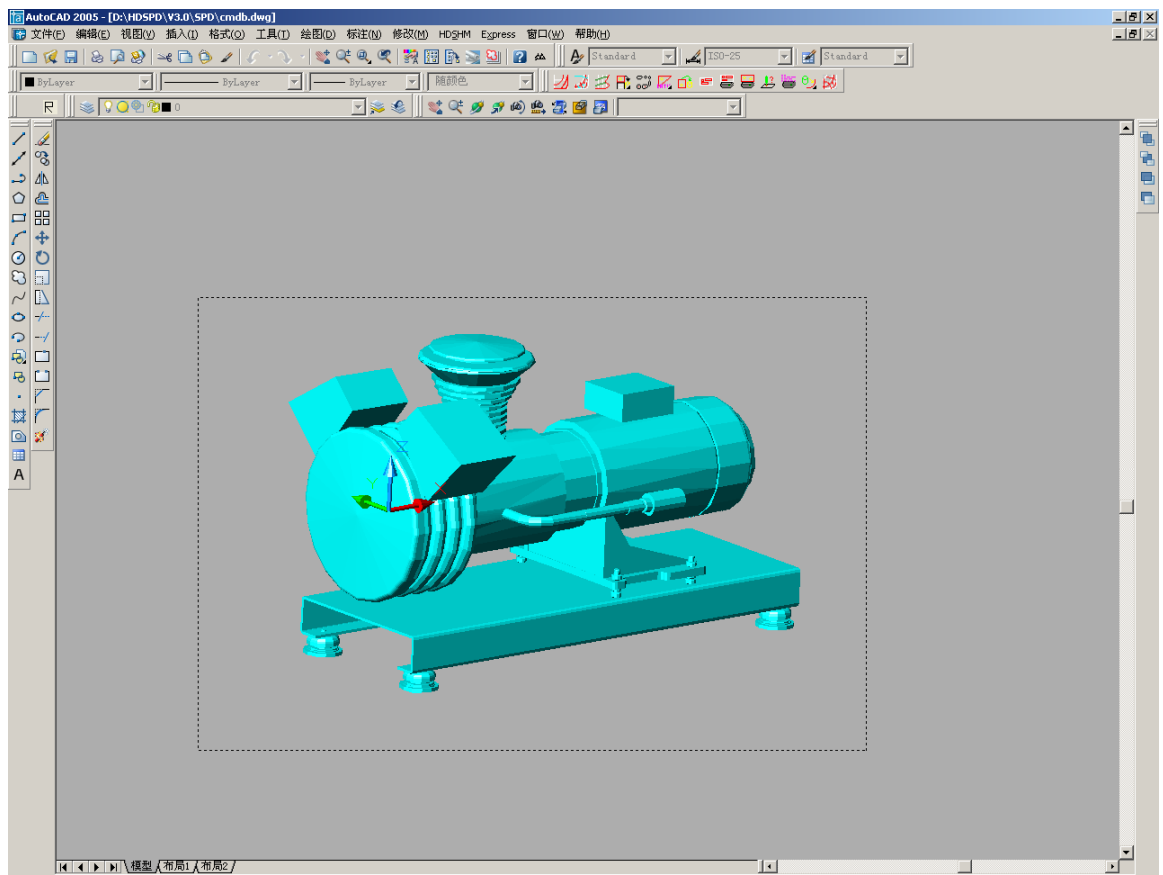 AutoCAD 2005 - [D:\HDSPD\V3.0\SPD\cmdb.dwg]
文件(F) 编辑(E) 视图(V) 插入(I) 格式(O) 工具(T) 绘图(D) 标注(N) 修改(M) HDSHM Express 窗口(W) 帮助(H)
Standard ISO-25 Standard
ByLayer ByLayer ByLayer 随颜色
0
A
模型 布局1 布局2